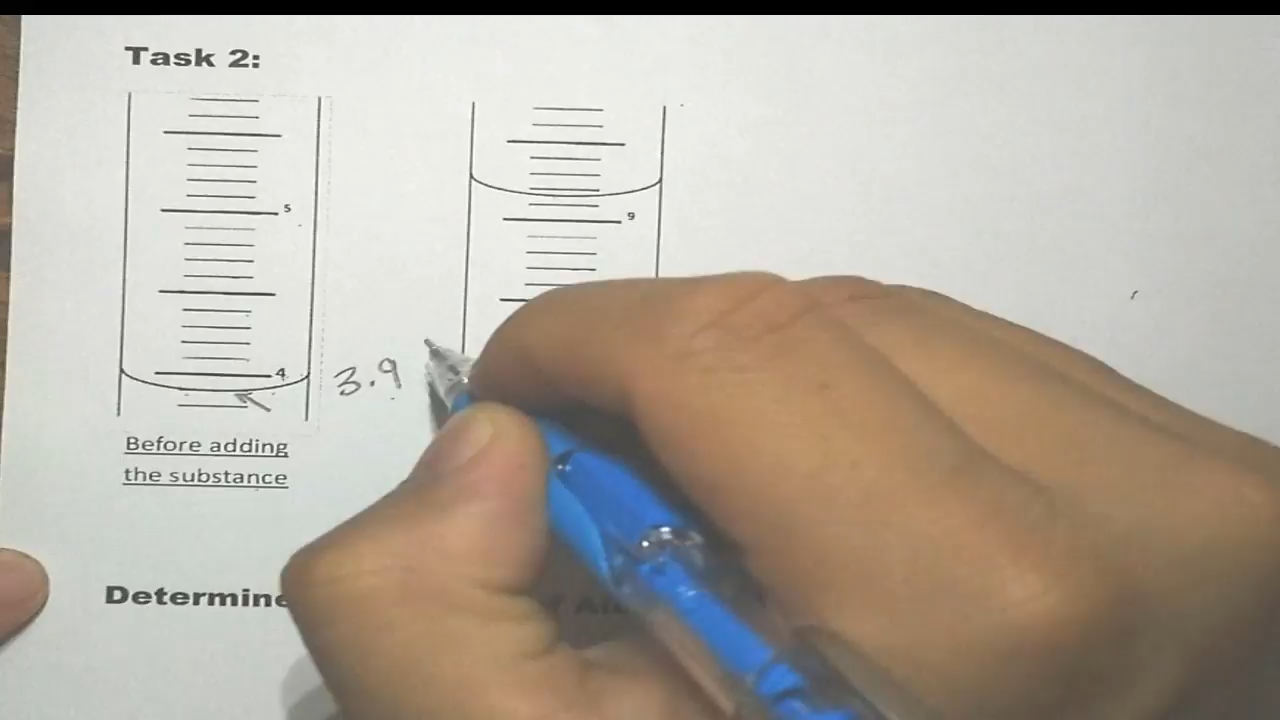 Task 2:
5
9
4
3.9
Before adding
the substance
Determine